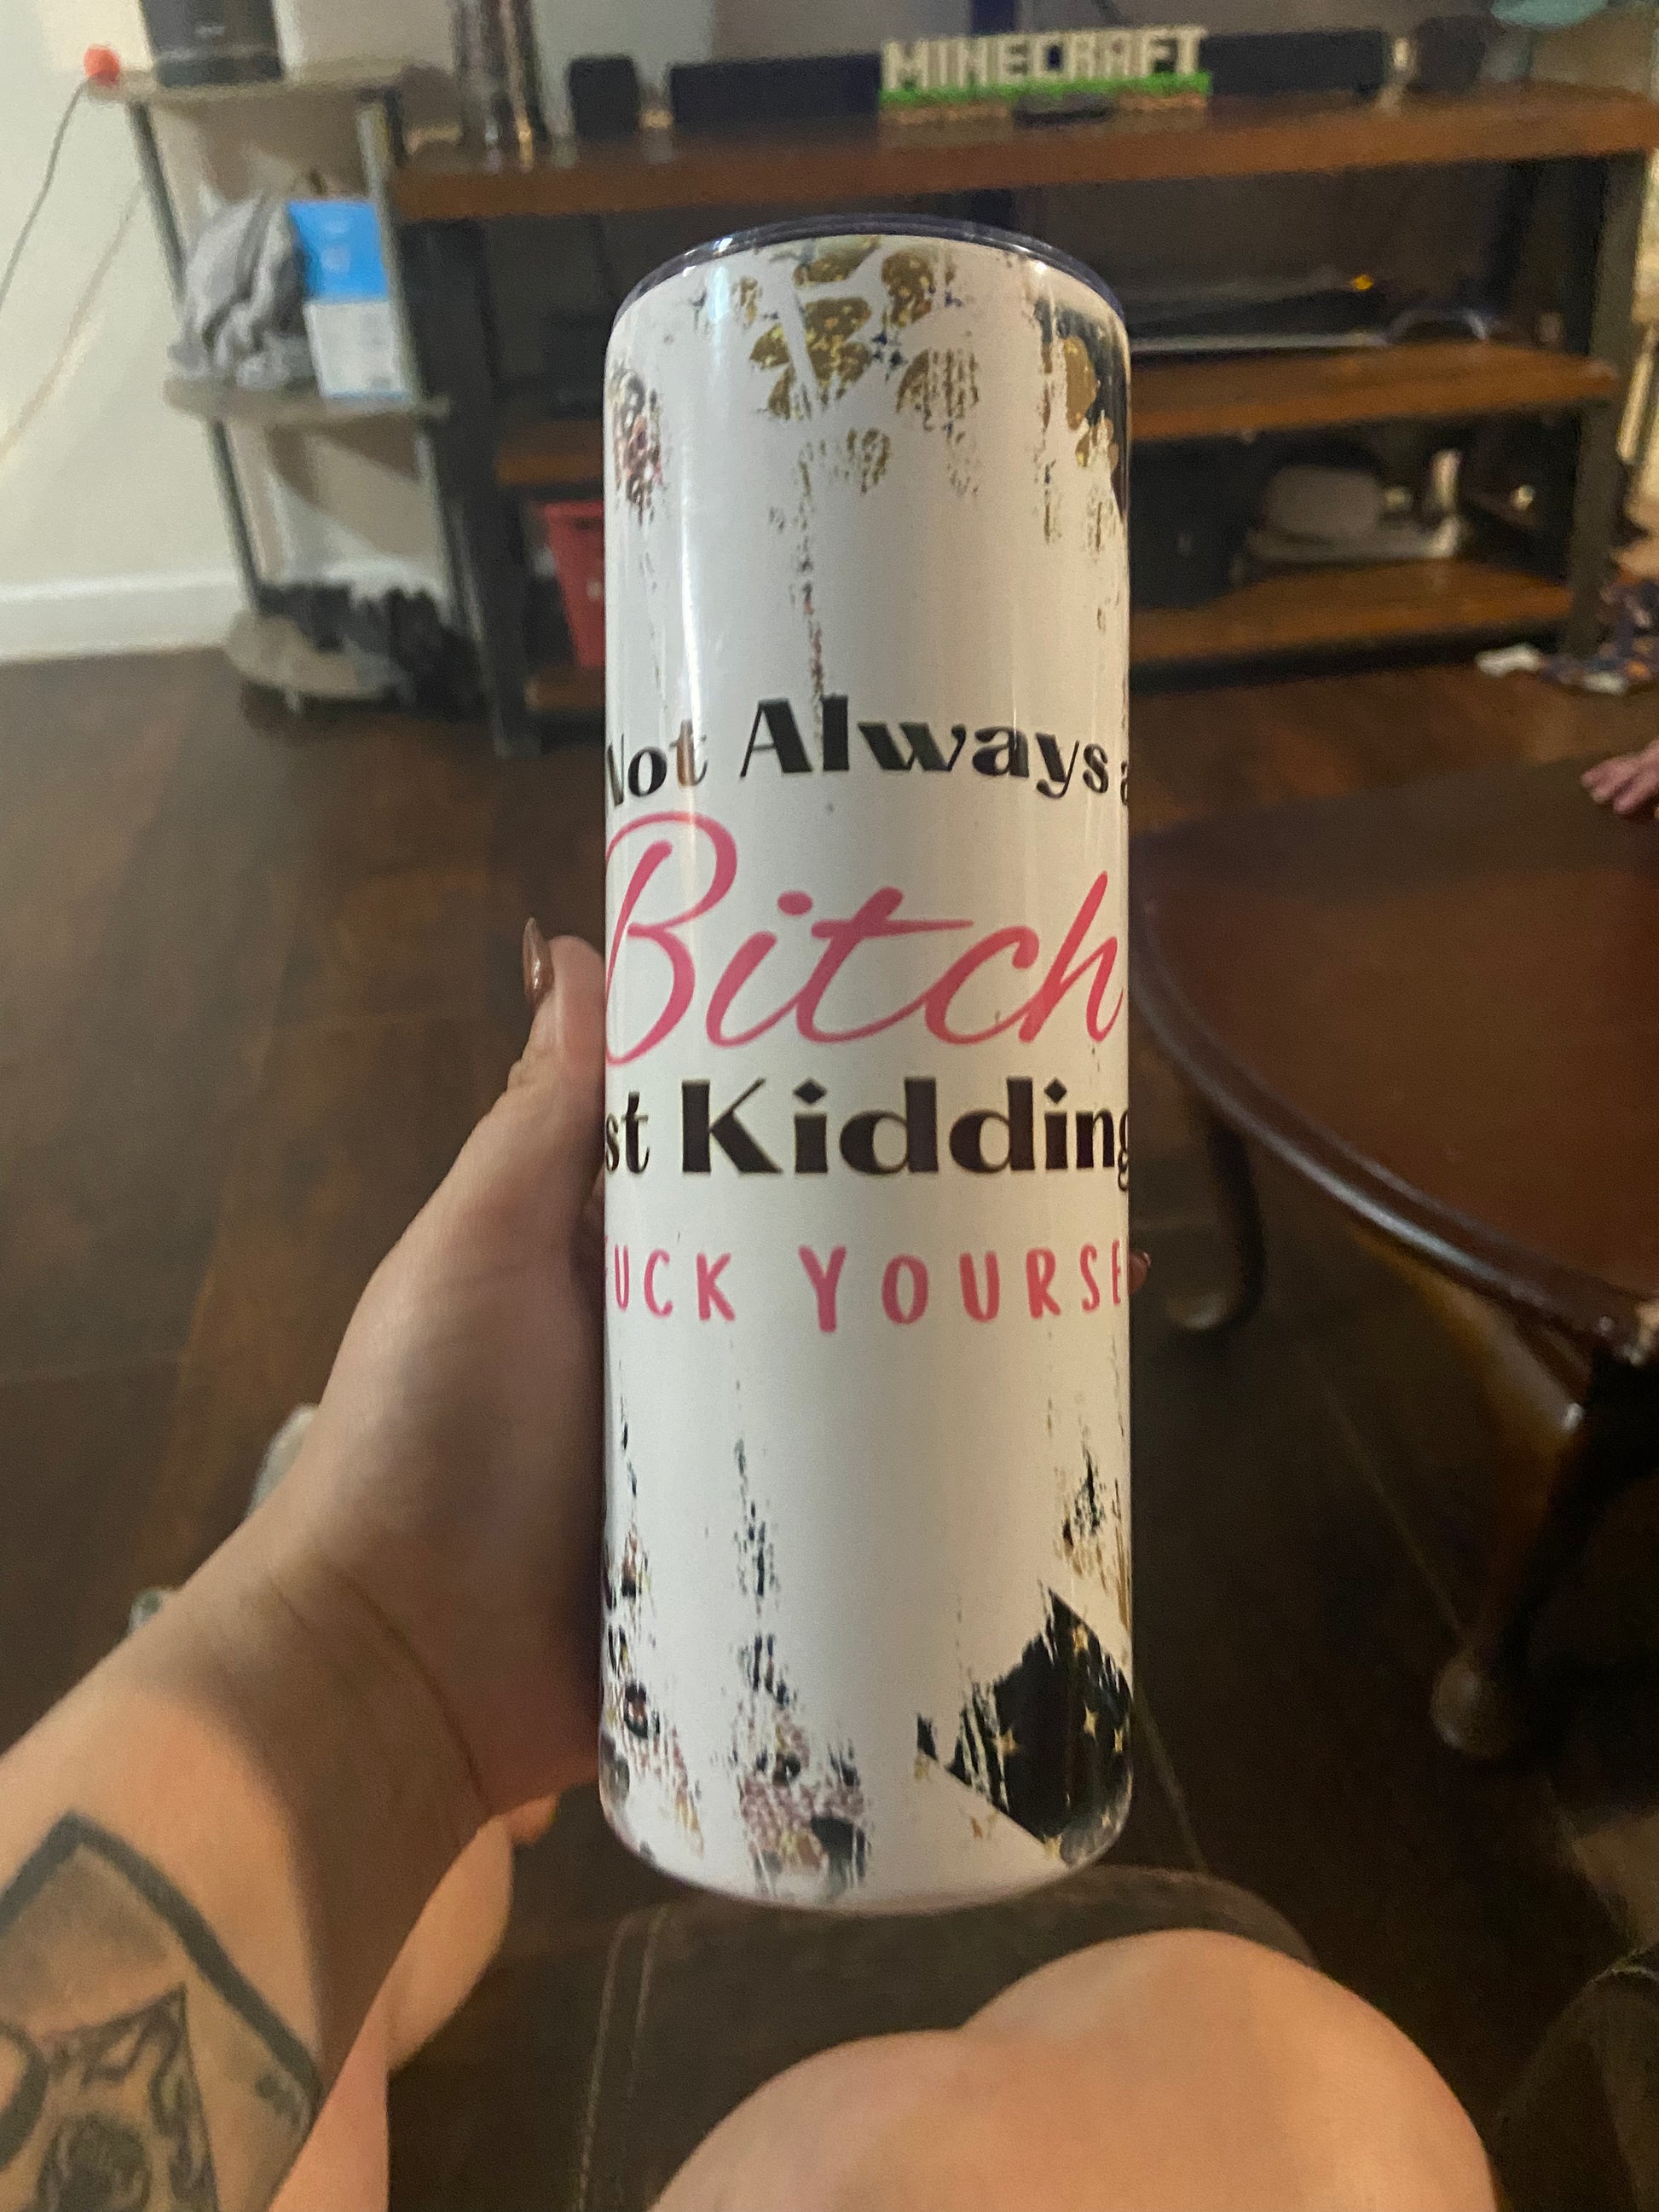 MINECRAFT
Not Always a
Bitch
st Kidding
UCK YOURSE